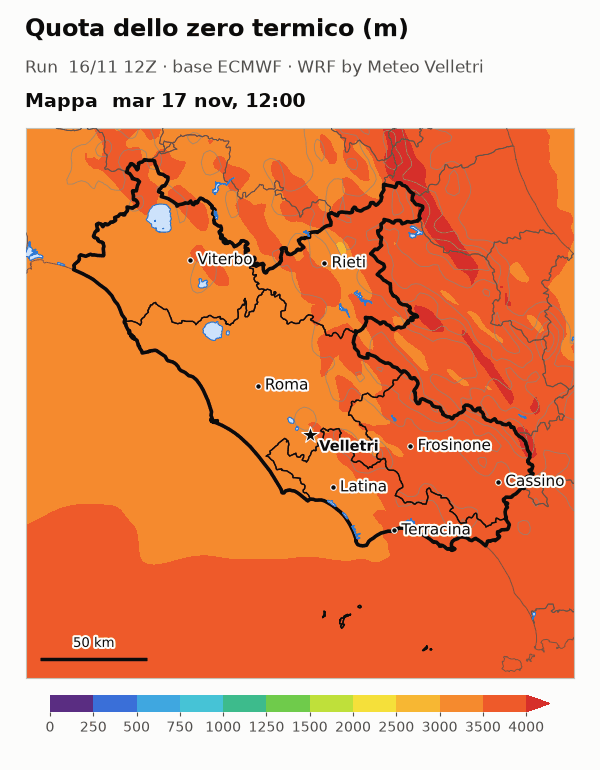 Quota dello zero termico (m)
Run  16/11 12Z · base ECMWF · WRF by Meteo Velletri
Mappa  mar 17 nov, 12:00
Viterbo
Rieti
Roma
Velletri
Frosinone
Cassino
Latina
Terracina
50 km
0 250 500 750 1000 1250 1500 2000 2500 3000 3500 4000